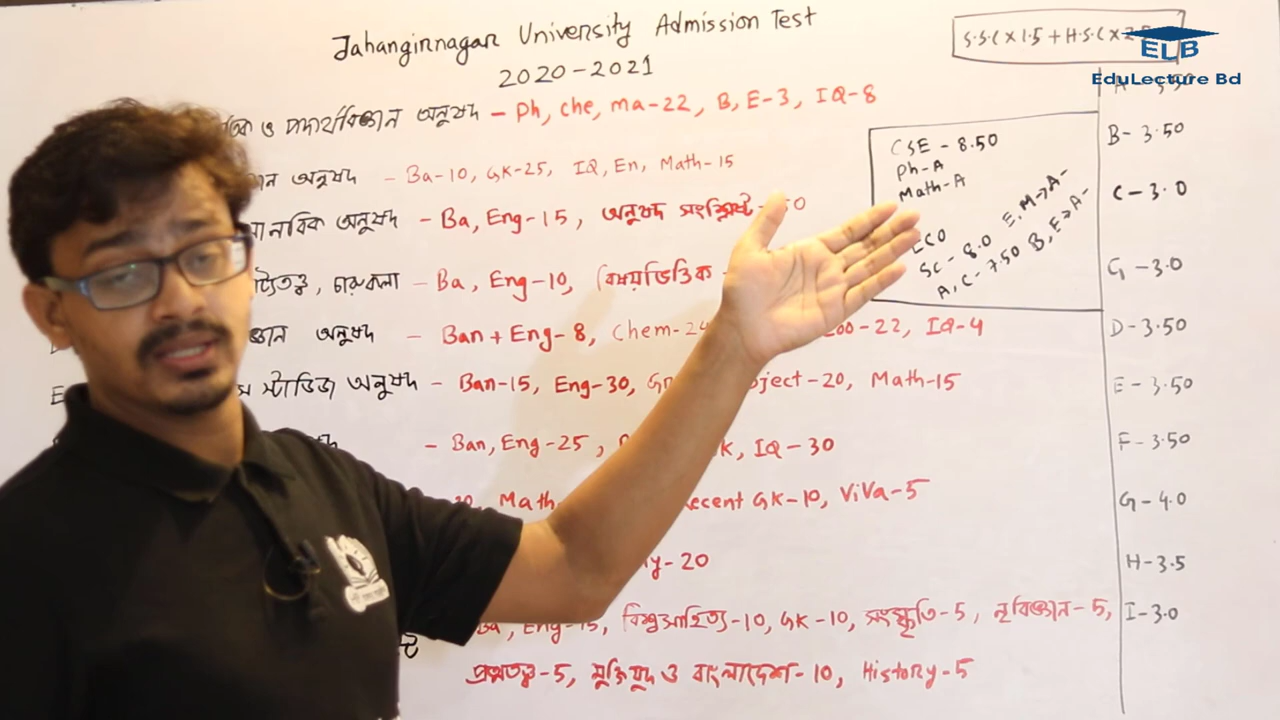 Jahangirnagar University Admission Test
2020-2021
S.S.C X 1.5 + H.S.C X
ELB
EduLecture Bd
ও পদার্থবিজ্ঞান অনুষদ - Ph, che, ma-22, B, E-3, IQ-8
অনুষদ - Ba-10, GK-25, IQ, En, Math-15
মানবিক অনুষদ - Ba, Eng-15, অনুষদ সংশ্লিষ্ট-
চারুকলা - Ba, Eng-10, বিষয়ভিত্তিক -
অনুষদ - Ban + Eng-8, Chem-24 -22, IQ-4
স্টাডিজ অনুষদ - Ban-15, Eng-30, -20, Math-15
- Ban, Eng-25, IQ-30
Math GK-10, ViVa-5
-20
Ba, Eng-15, বিশ্বসাহিত্য-10, GK-10, সংস্কৃতি-5, নৃবিজ্ঞান-5,
প্রত্নতত্ত্ব-5, মুক্তিযুদ্ধ ও বাংলাদেশ-10, History-5
CSE - 8.50
Ph-A
Math-A
ECO
SC - 8.0 E.M→A-
A, C - 7.50 B, E→A-
B- 3.50
C-3.0
G-3.0
D-3.50
E-3.50
F-3.50
G-4.0
H-3.5
I-3.0